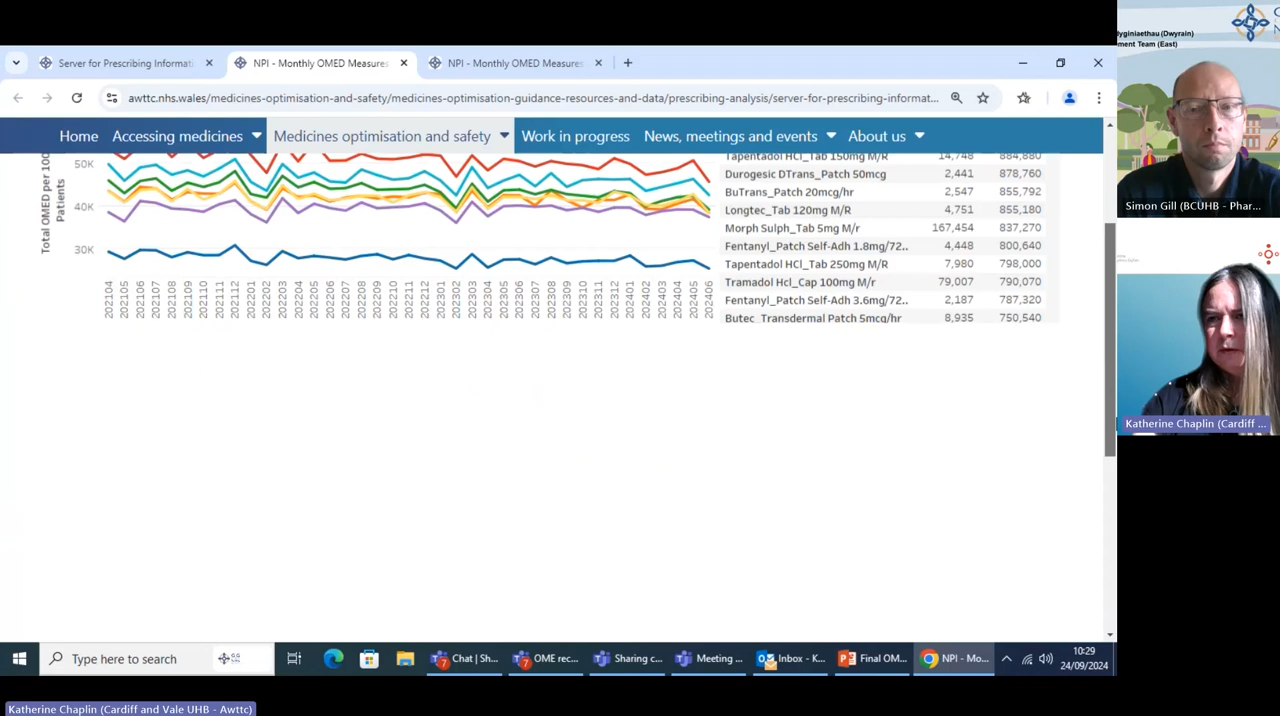 Server for Prescribing Informati
NPI - Monthly OMED Measures
NPI - Monthly OMED Measures
awttc.nhs.wales/medicines-optimisation-and-safety/medicines-optimisation-guidance-resources-and-data/prescribing-analysis/server-for-prescribing-informat...
Home Accessing medicines Medicines optimisation and safety Work in progress News, meetings and events About us
Total OMED per 100
Patients
50K
40K
30K
202104 202105 202106 202107 202108 202109 202110 202111 202112 202201 202202 202203 202204 202205 202206 202207 202208 202209 202210 202211 202212 202301 202302 202303 202304 202305 202306 202307 202308 202309 202310 202311 202312 202401 202402 202403 202404 202405 202406
Tapentadol HCl_Tab 150mg M/R 14,748 884,880
Durogesic DTrans_Patch 50mcg 2,441 878,760
BuTrans_Patch 20mcg/hr 2,547 855,792
Longtec_Tab 120mg M/R 4,751 855,180
Morph Sulph_Tab 5mg M/r 167,454 837,270
Fentanyl_Patch Self-Adh 1.8mg/72.. 4,448 800,640
Tapentadol HCl_Tab 250mg M/R 7,980 798,000
Tramadol Hcl_Cap 100mg M/r 79,007 790,070
Fentanyl_Patch Self-Adh 3.6mg/72.. 2,187 787,320
Butec_Transdermal Patch 5mcg/hr 8,935 750,540
lyginiaethau (Dwyrain)
ment Team (East)
Simon Gill (BCUHB - Phar...
Katherine Chaplin (Cardiff ...
Type here to search
Chat | Sh...
OME rec...
Sharing c...
Meeting ...
Inbox - K...
Final OM...
NPI - Mo...
10:29
24/09/2024
Katherine Chaplin (Cardiff and Vale UHB - Awttc)